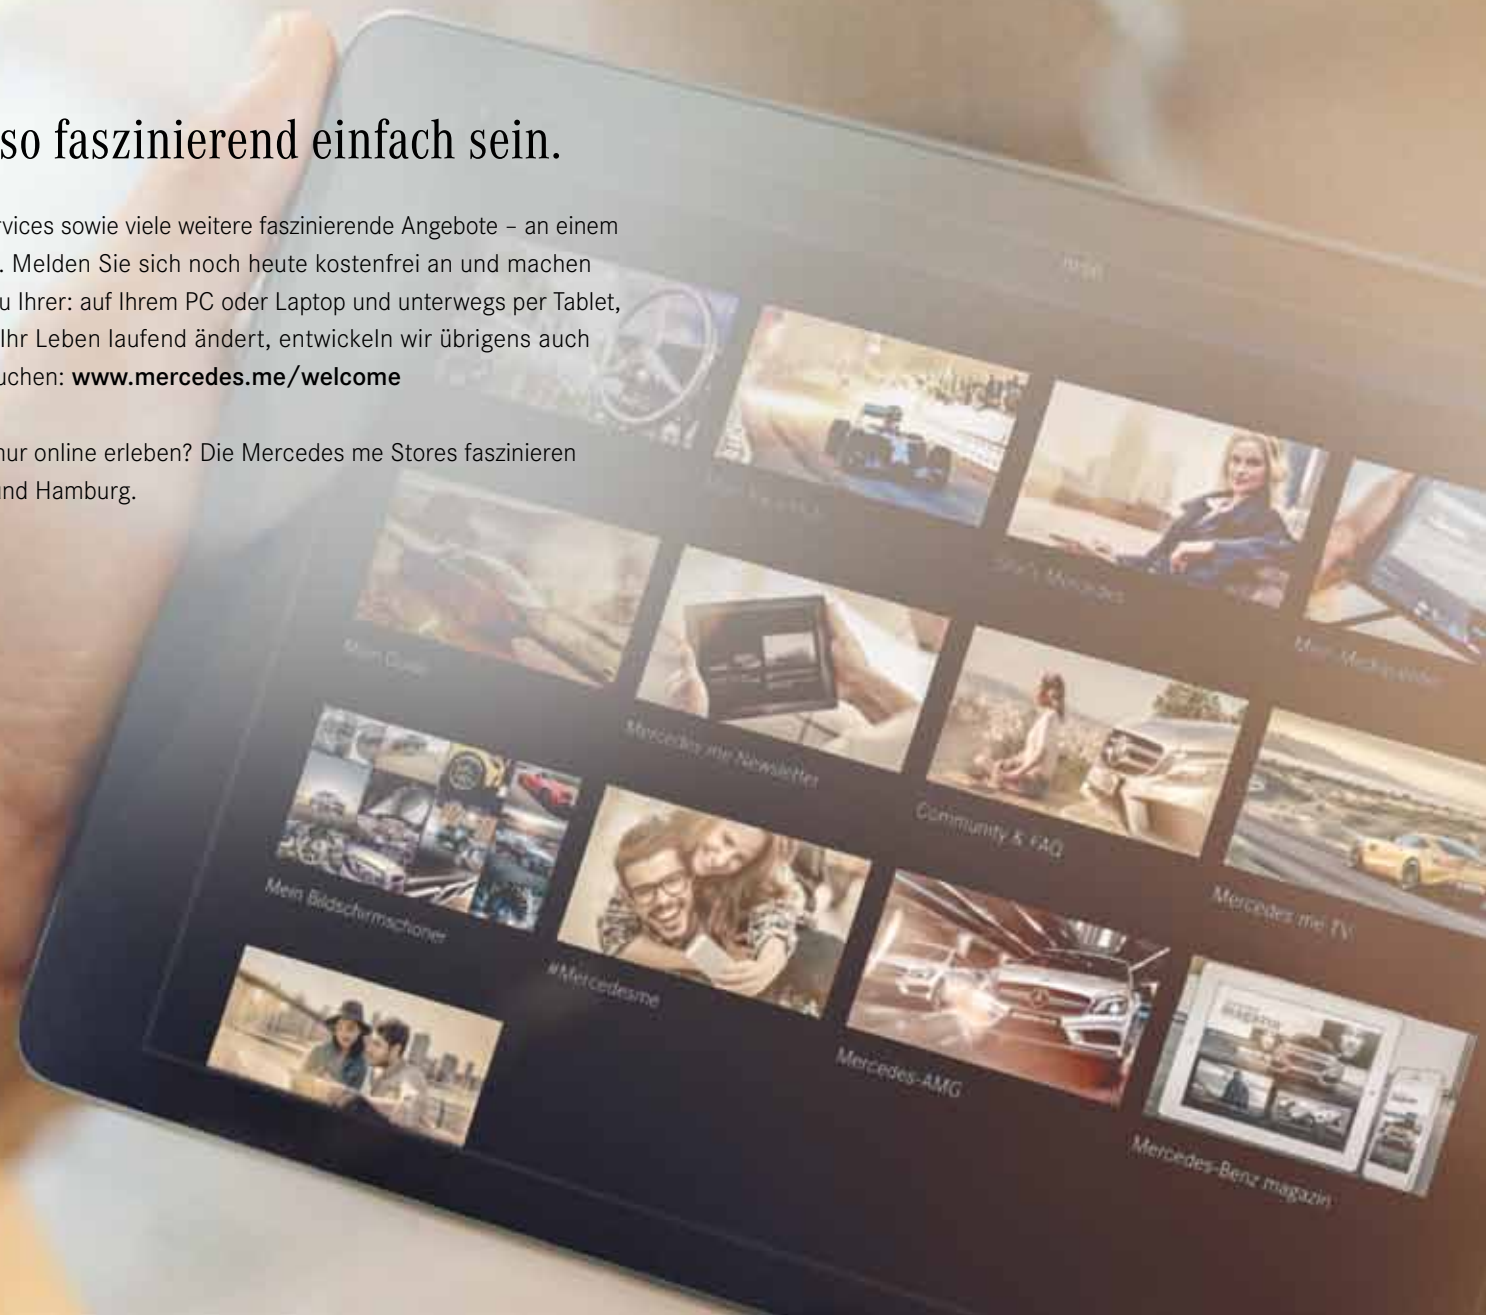 so faszinierend einfach sein.
rvices sowie viele weitere faszinierende Angebote – an einem
. Melden Sie sich noch heute kostenfrei an und machen
u Ihrer: auf Ihrem PC oder Laptop und unterwegs per Tablet,
Ihr Leben laufend ändert, entwickeln wir übrigens auch
uchen: www.mercedes.me/welcome
nur online erleben? Die Mercedes me Stores faszinieren
und Hamburg.
She's Mercedes
Mercedes me Newsletter
Community & FAQ
Mercedes me TV
Mein Bildschirmschoner
#Mercedesme
Mercedes-AMG
Mercedes-Benz magazin